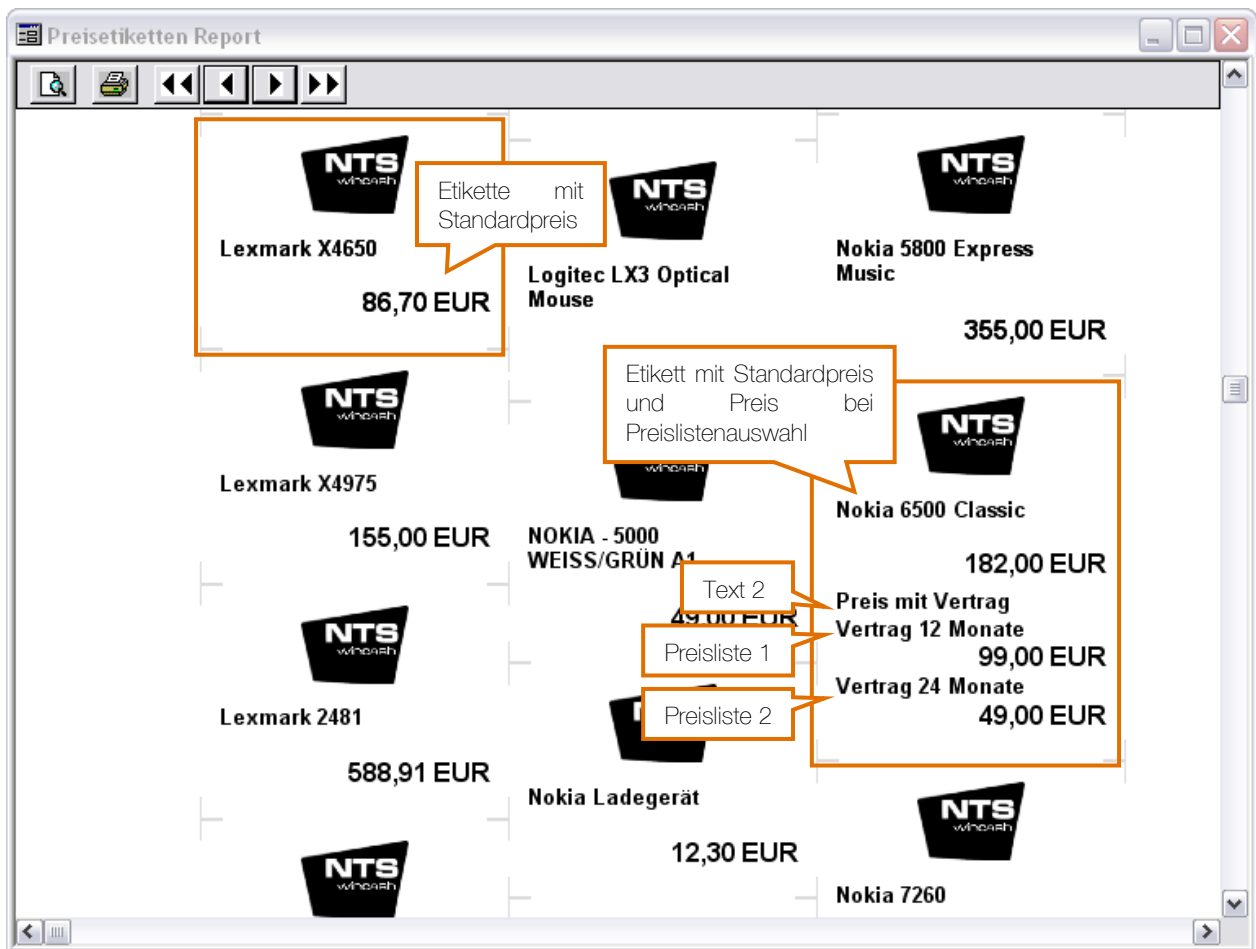 Preisetiketten Report
NTS
wincash
Lexmark X4650
86,70 EUR
Etikette mit
Standardpreis
NTS
wincash
Lexmark X4975
155,00 EUR
NTS
wincash
Lexmark 2481
588,91 EUR
NTS
wincash
NTS
wincash
Logitec LX3 Optical
Mouse
wincash
NOKIA - 5000
WEISS/GRÜN A1
49,00 EUR
Nokia Ladegerät
12,30 EUR
NTS
wincash
Nokia 5800 Express
Music
355,00 EUR
Etikett mit Standardpreis
und Preis bei
Preislistenauswahl
NTS
wincash
Nokia 6500 Classic
182,00 EUR
Text 2
Preis mit Vertrag
Preisliste 1
Vertrag 12 Monate
99,00 EUR
Preisliste 2
Vertrag 24 Monate
49,00 EUR
NTS
wincash
Nokia 7260